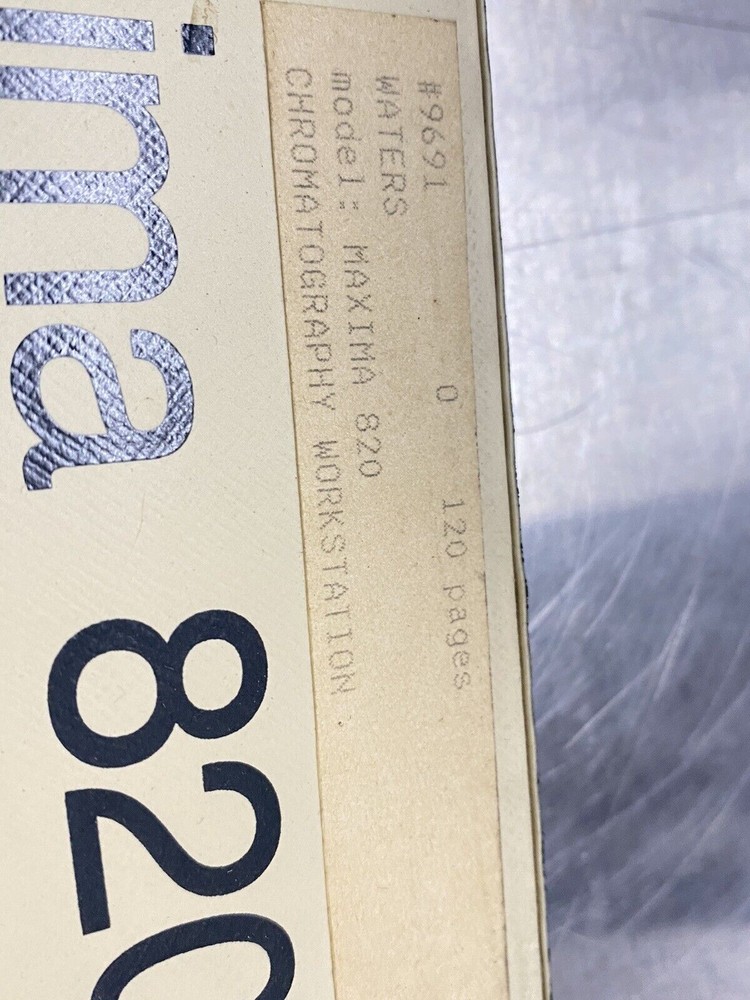 #9691 0 120 pages
WATERS
model: MAXIMA 820
CHROMATOGRAPHY WORKSTATION
ima 820